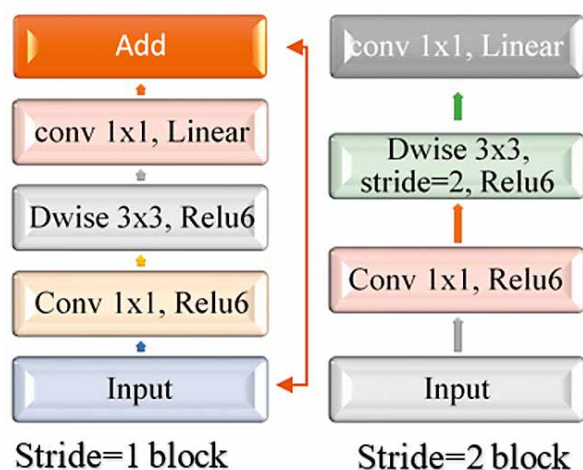 Add
conv 1x1, Linear
Dwise 3x3, Relu6
Conv 1x1, Relu6
Input
Stride=1 block
conv 1x1, Linear
Dwise 3x3,
stride=2, Relu6
Conv 1x1, Relu6
Input
Stride=2 block